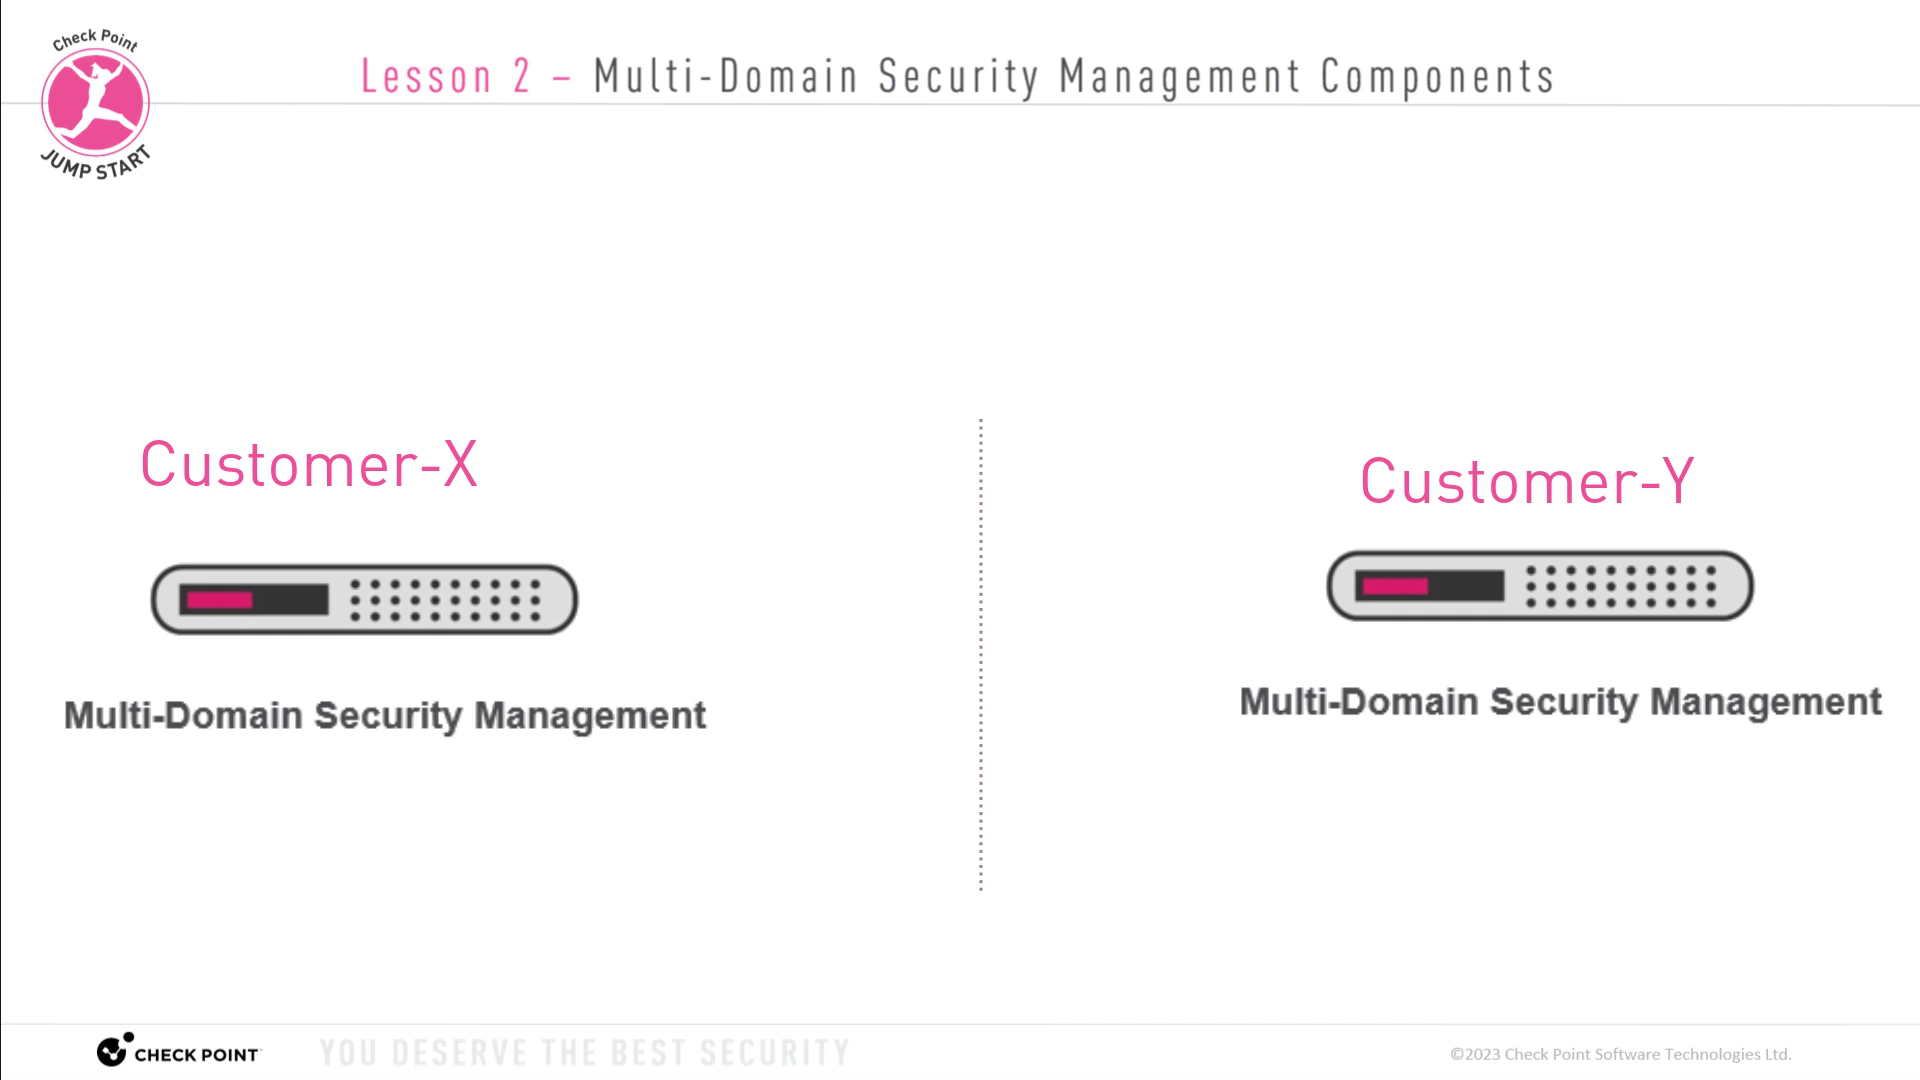 Check Point
JUMP START
Lesson 2 – Multi-Domain Security Management Components
Customer-X
Multi-Domain Security Management
Customer-Y
Multi-Domain Security Management
CHECK POINT
YOU DESERVE THE BEST SECURITY
©2023 Check Point Software Technologies Ltd.